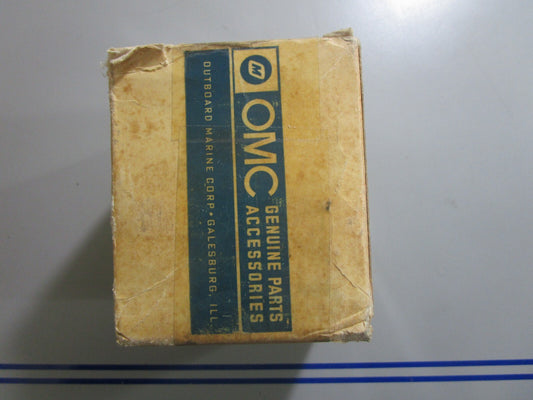 OMC
GENUINE PARTS
ACCESSORIES
OUTBOARD MARINE CORP • GALESBURG, ILL.